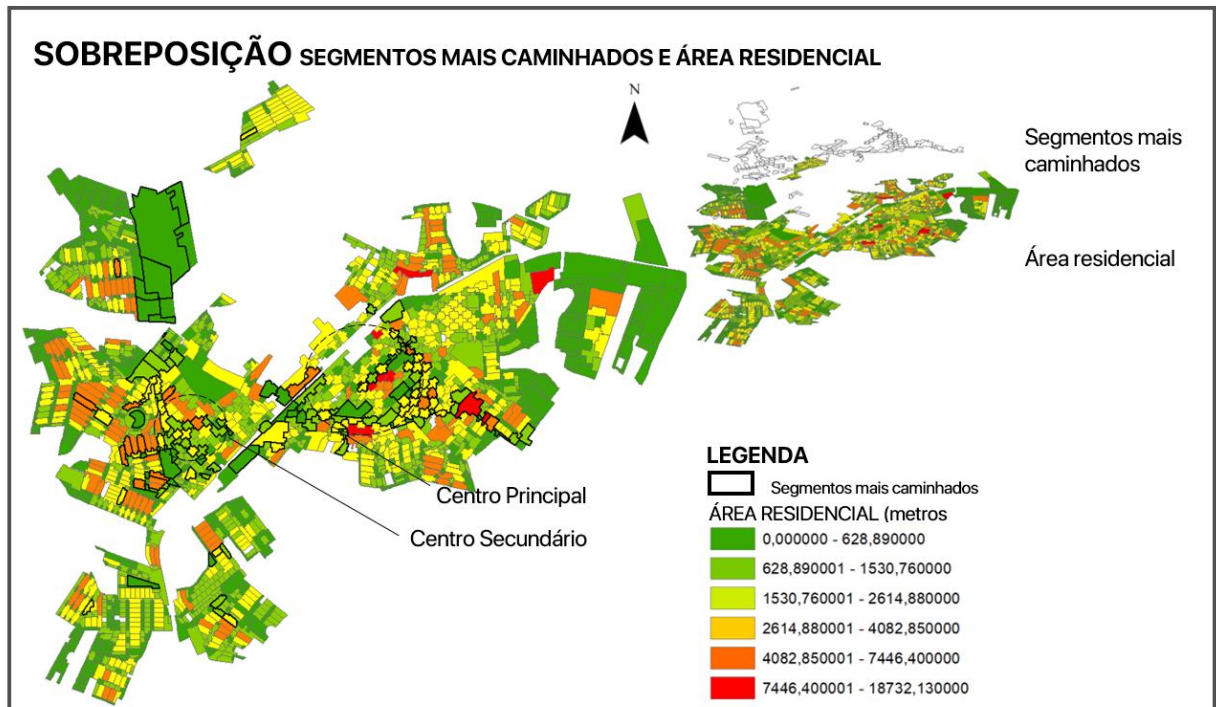 SOBREPOSIÇÃO SEGMENTOS MAIS CAMINHADOS E ÁREA RESIDENCIAL
N
Segmentos mais
caminhados
Área residencial
Centro Principal
Centro Secundário
LEGENDA
Segmentos mais caminhados
ÁREA RESIDENCIAL (metros
0,000000 - 628,890000
628,890001 - 1530,760000
1530,760001 - 2614,880000
2614,880001 - 4082,850000
4082,850001 - 7446,400000
7446,400001 - 18732,130000